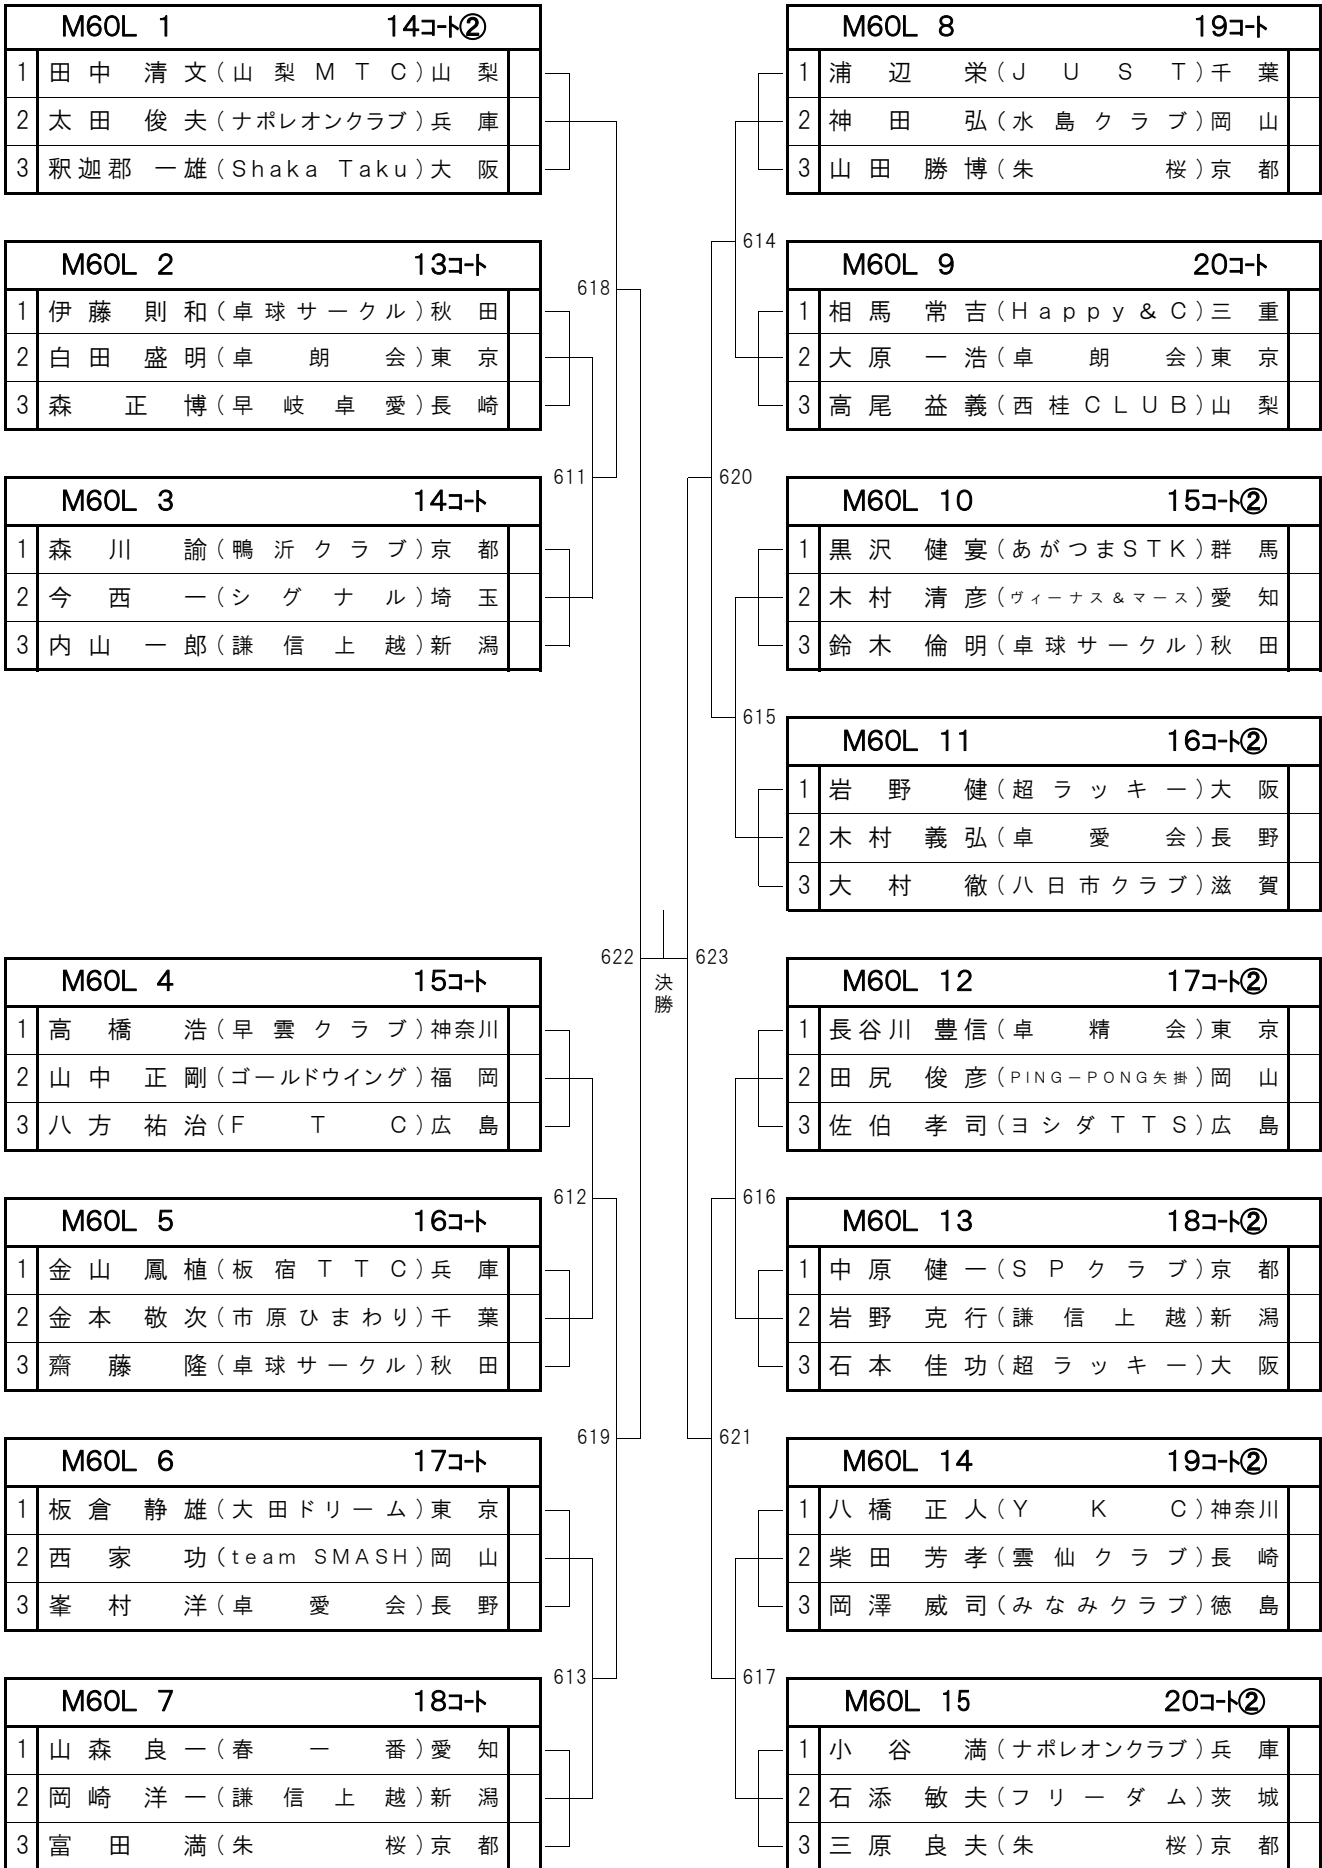 M60L 1 14コート②
1 田中 清文(山梨MTC)山梨
2 太田 俊夫(ナポレオンクラブ)兵庫
3 釈迦郡 一雄(Shaka Taku)大阪
M60L 2 13コート
1 伊藤 則和(卓球サークル)秋田
2 白田 盛明(卓朗会)東京
3 森 正博(早岐卓愛)長崎
M60L 3 14コート
1 森川 諭(鴨沂クラブ)京都
2 今西 一(シグナル)埼玉
3 内山 一郎(謙信上越)新潟
618
611
M60L 4 15コート
1 高橋 浩(早雲クラブ)神奈川
2 山中 正剛(ゴールドウイング)福岡
3 八方 祐治(FTC)広島
M60L 5 16コート
1 金山 鳳植(板宿TTC)兵庫
2 金本 敬次(市原ひまわり)千葉
3 齋藤 隆(卓球サークル)秋田
M60L 6 17コート
1 板倉 静雄(大田ドリーム)東京
2 西家 功(team SMASH)岡山
3 峯村 洋(卓愛会)長野
M60L 7 18コート
1 山森 良一(春一番)愛知
2 岡崎 洋一(謙信上越)新潟
3 富田 満(朱桜)京都
622
612
619
613
決勝
M60L 8 19コート
1 浦辺 栄(JUST)千葉
2 神田 弘(水島クラブ)岡山
3 山田 勝博(朱桜)京都
614
M60L 9 20コート
1 相馬 常吉(Happy&C)三重
2 大原 一浩(卓朗会)東京
3 高尾 益義(西桂CLUB)山梨
620
M60L 10 15コート②
1 黒沢 健宴(あがつまSTK)群馬
2 木村 清彦(ヴィーナス&マース)愛知
3 鈴木 倫明(卓球サークル)秋田
615
M60L 11 16コート②
1 岩野 健(超ラッキー)大阪
2 木村 義弘(卓愛会)長野
3 大村 徹(八日市クラブ)滋賀
623
M60L 12 17コート②
1 長谷川 豊信(卓精会)東京
2 田尻 俊彦(PING-PONG矢掛)岡山
3 佐伯 孝司(ヨシダTTS)広島
616
M60L 13 18コート②
1 中原 健一(SPクラブ)京都
2 岩野 克行(謙信上越)新潟
3 石本 佳功(超ラッキー)大阪
621
M60L 14 19コート②
1 八橋 正人(YKC)神奈川
2 柴田 芳孝(雲仙クラブ)長崎
3 岡澤 威司(みなみクラブ)徳島
617
M60L 15 20コート②
1 小谷 満(ナポレオンクラブ)兵庫
2 石添 敏夫(フリーダム)茨城
3 三原 良夫(朱桜)京都